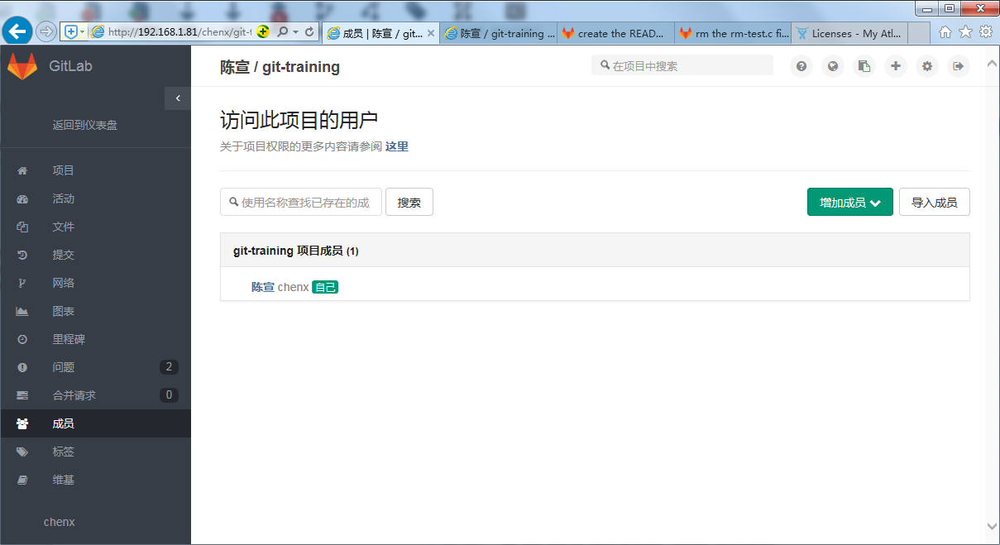 http://192.168.1.81/chenx/git-t
成员 | 陈宣 / git...
陈宣 / git-training ...
create the READ...
rm the rm-test.c fi...
Licenses - My Atl...
GitLab
陈宣 / git-training
在项目中搜索
返回到仪表盘
项目
活动
文件
提交
网络
图表
里程碑
问题 2
合并请求 0
成员
标签
维基
chenx
访问此项目的用户
关于项目权限的更多内容请参阅 这里
使用名称查找已存在的成
搜索
增加成员
导入成员
git-training 项目成员 (1)
陈宣 chenx 自己